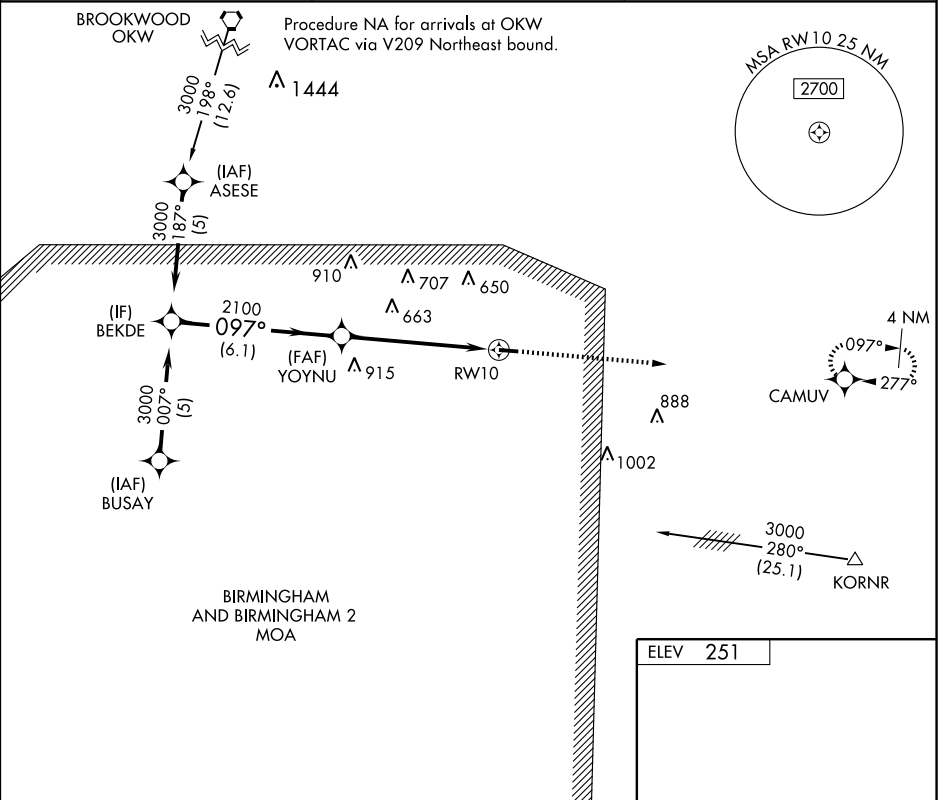 BROOKWOOD
OKW
Procedure NA for arrivals at OKW
VORTAC via V209 Northeast bound.
MSA RW10 25 NM
2700
1444
3000
198°
(12.6)
(IAF)
ASESE
3000
187°
(5)
910
707
650
663
(IF)
BEKDE
2100
097°
(6.1)
(FAF)
YOYNU
915
RW10
4 NM
097°
277°
CAMUV
888
1002
3000
007°
(5)
(IAF)
BUSAY
3000
280°
(25.1)
KORNR
BIRMINGHAM
AND BIRMINGHAM 2
MOA
ELEV 251